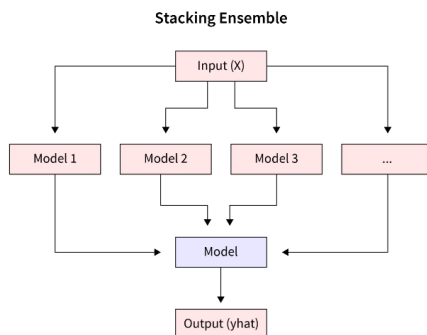 Stacking Ensemble
Input (X)
Model 1
Model 2
Model 3
...
Model
Output (yhat)